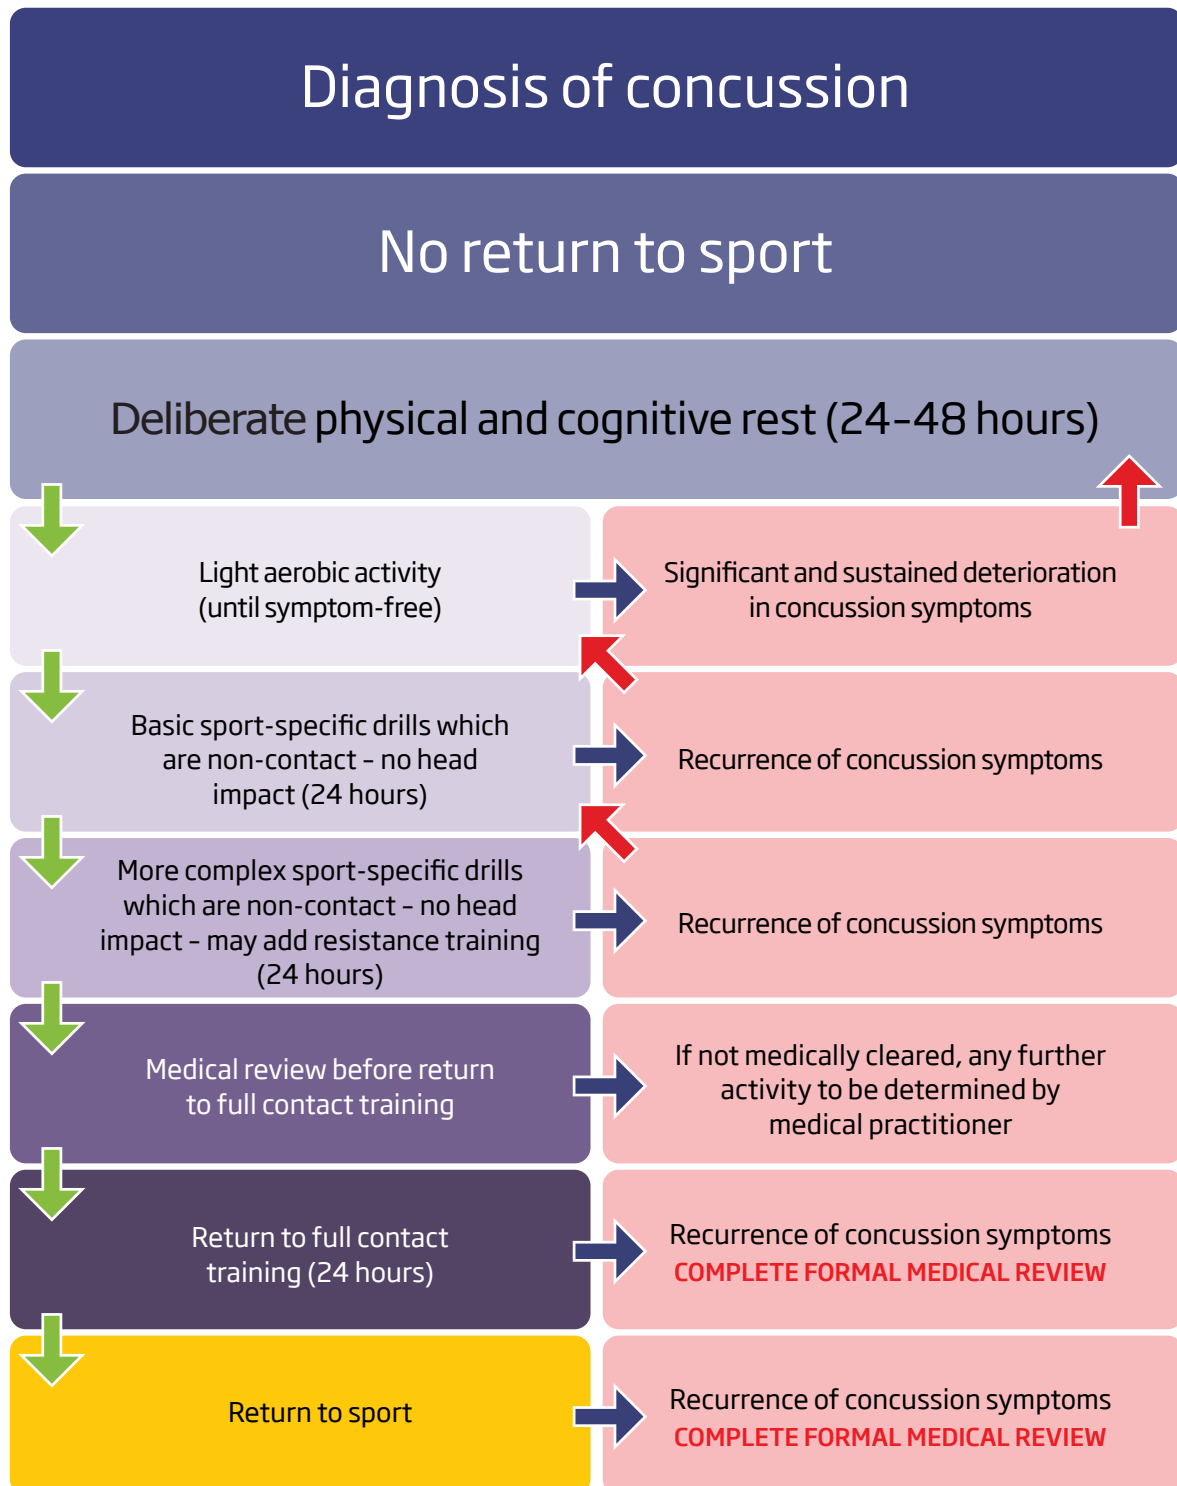 Diagnosis of concussion
No return to sport
Deliberate physical and cognitive rest (24–48 hours)
Light aerobic activity
(until symptom-free)
Significant and sustained deterioration
in concussion symptoms
Basic sport-specific drills which
are non-contact – no head
impact (24 hours)
Recurrence of concussion symptoms
More complex sport-specific drills
which are non-contact – no head
impact – may add resistance training
(24 hours)
Recurrence of concussion symptoms
Medical review before return
to full contact training
If not medically cleared, any further
activity to be determined by
medical practitioner
Return to full contact
training (24 hours)
Recurrence of concussion symptoms
COMPLETE FORMAL MEDICAL REVIEW
Return to sport
Recurrence of concussion symptoms
COMPLETE FORMAL MEDICAL REVIEW